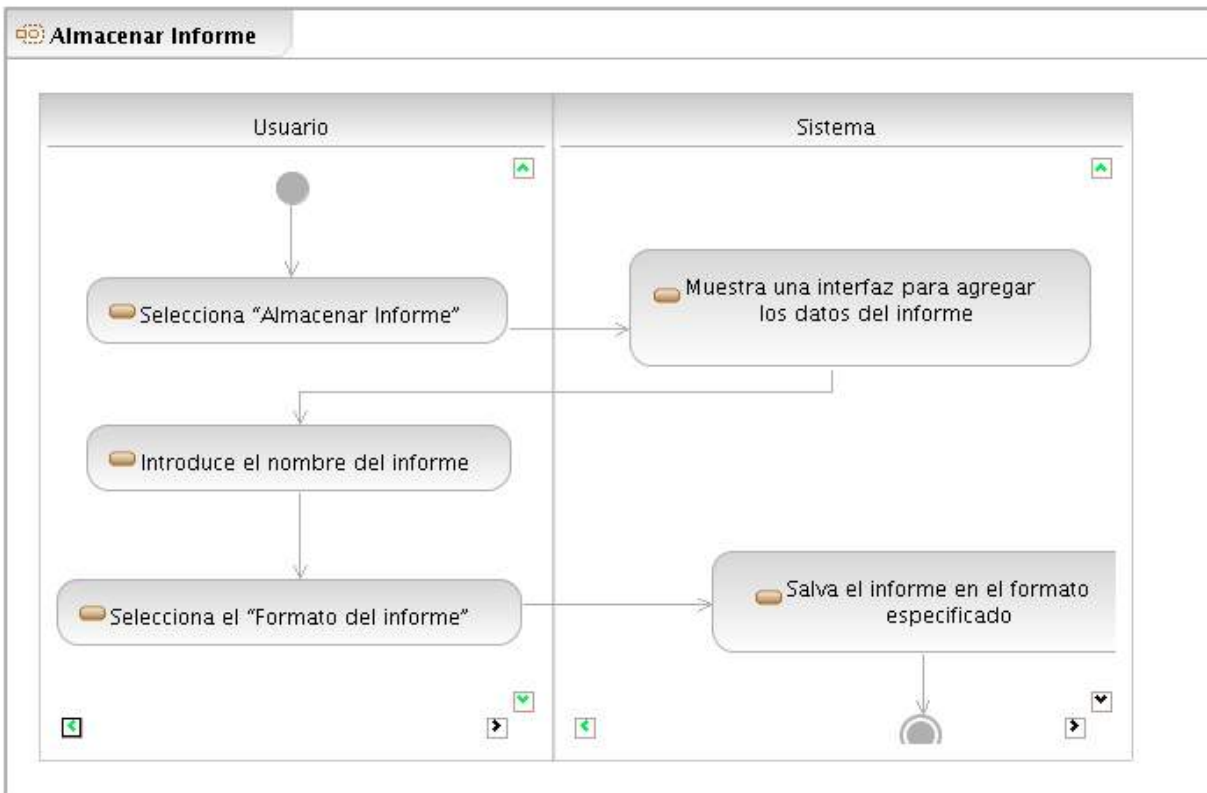 Almacenar Informe
Usuario
Sistema
Selecciona “Almacenar Informe”
Muestra una interfaz para agregar
los datos del informe
Introduce el nombre del informe
Selecciona el “Formato del informe”
Salva el informe en el formato
especificado